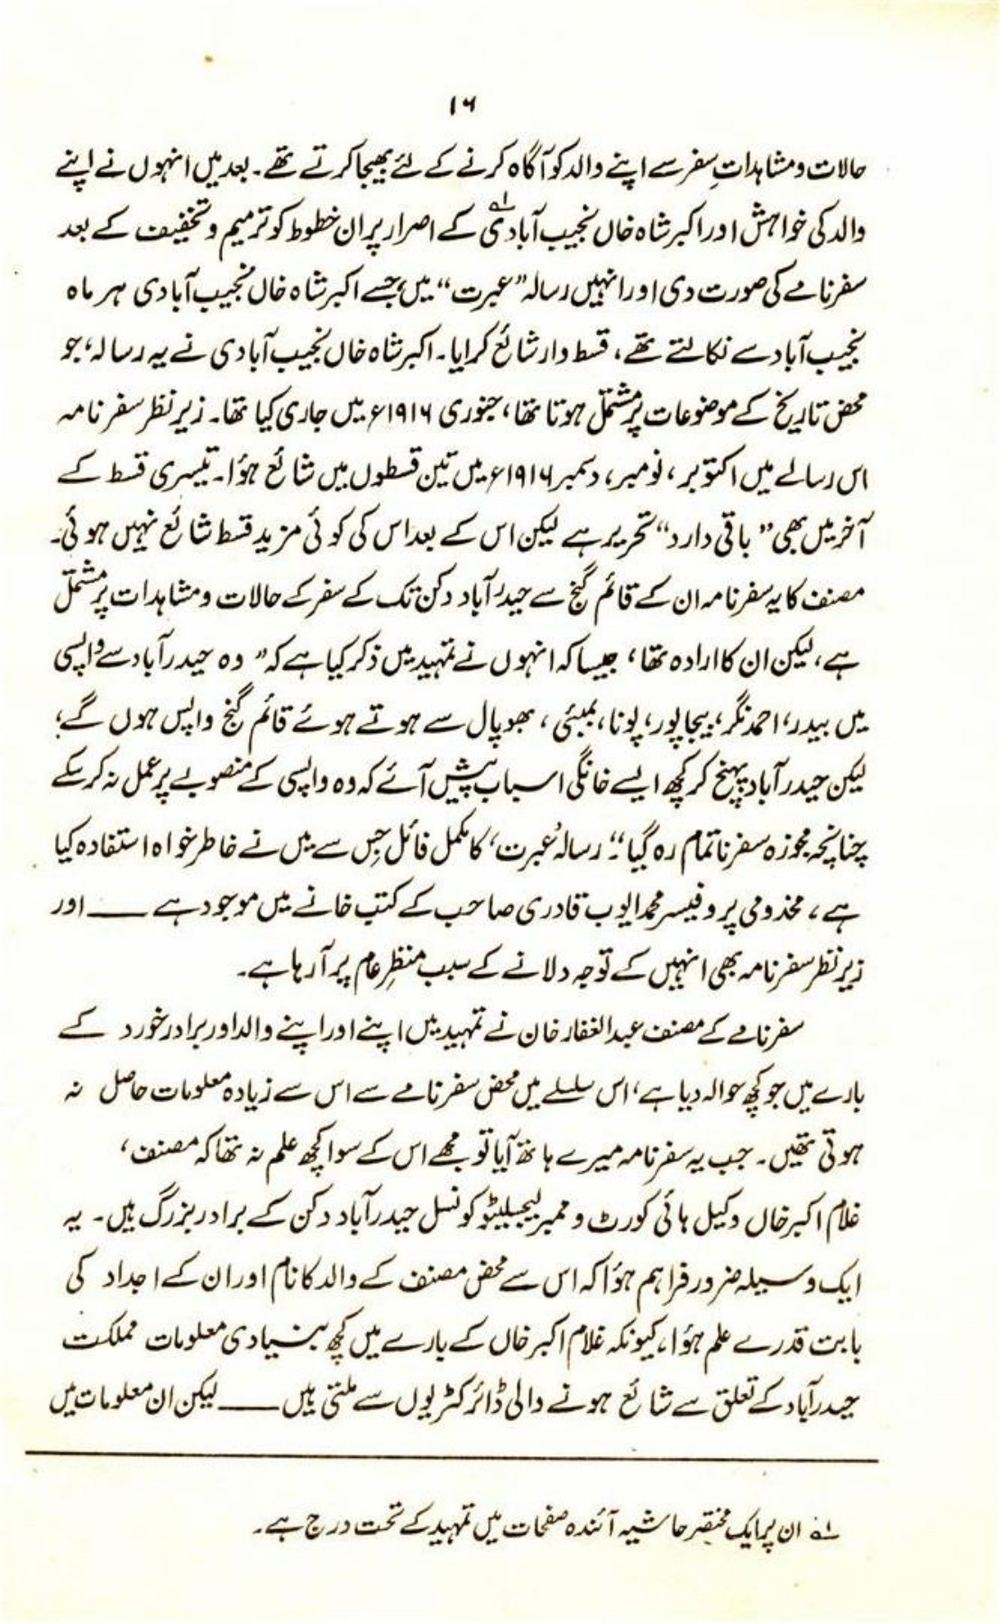 ۱۶
حالات و مشاہداتِ سفر سے اپنے والد کو آگاہ کرنے کے لئے بھیجا کرتے تھے۔ بعد میں انہوں نے اپنے
والد کی خواہش اور اکبر شاہ خاں نجیب آبادی۱ہ کے اصرار پر ان خطوط کو ترمیم و تخفیف کے بعد
سفرنامے کی صورت دی اور انہیں رسالہ ”عبرت“ میں، جسے اکبر شاہ خاں نجیب آبادی ہر ماہ
نجیب آباد سے نکالتے تھے، قسط وار شائع کرایا۔ اکبر شاہ خاں نجیب آبادی نے یہ رسالہ، جو
محض تاریخ کے موضوعات پر مشتمل ہوتا تھا، جنوری ۱۹۱۶ء میں جاری کیا تھا۔ زیر نظر سفرنامہ
اس رسالے میں اکتوبر، نومبر، دسمبر ۱۹۱۶ء میں تین قسطوں میں شائع ہؤا۔ تیسری قسط کے
آخر میں بھی ”باقی دارد“ تحریر ہے لیکن اس کے بعد اس کی کوئی مزید قسط شائع نہیں ہوئی۔
مصنف کا یہ سفرنامہ ان کے قائم گنج سے حیدرآباد دکن تک کے سفر کے حالات و مشاہدات پر مشتمل
ہے، لیکن ان کا ارادہ تھا، جیسا کہ انہوں نے تمہید میں ذکر کیا ہے کہ ”وہ حیدرآباد سے واپسی
میں بیدر، احمد نگر، بیجاپور، پونا، بمبئی، بھوپال سے ہوتے ہوئے قائم گنج واپس ہوں گے،
لیکن حیدرآباد پہنچ کر کچھ ایسے خانگی اسباب پیش آئے کہ وہ واپسی کے منصوبے پر عمل نہ کر سکے
چنانچہ مجوزہ سفر ناتمام رہ گیا“۔ رسالہ ’عبرت‘ کا مکمل فائل جس سے میں نے خاطر خواہ استفادہ کیا
ہے، مخدومی پروفیسر محمد ایوب قادری صاحب کے کتب خانے میں موجود ہے —— اور
زیر نظر سفرنامہ بھی انہیں کے توجہ دلانے کے سبب منظرِ عام پر آ رہا ہے۔
سفرنامے کے مصنف عبدالغفار خان نے تمہید میں اپنے اور اپنے والد اور برادر خورد کے
بارے میں جو کچھ حوالہ دیا ہے، اس سلسلے میں محض سفرنامے سے اس سے زیادہ معلومات حاصل نہ
ہوتی تھیں۔ جب یہ سفرنامہ میرے ہاتھ آیا تو مجھے اس کے سوا کچھ علم نہ تھا کہ مصنف،
غلام اکبر خاں وکیل ہائی کورٹ و ممبر لیجسلیٹو کونسل حیدرآباد دکن کے برادر بزرگ ہیں۔ یہ
ایک وسیلہ ضرور فراہم ہؤا کہ اس سے محض مصنف کے والد کا نام اور ان کے اجداد کی
بابت قدرے علم ہؤا، کیونکہ غلام اکبر خاں کے بارے میں کچھ بنیادی معلومات مملکت
حیدرآباد کے تعلق سے شائع ہونے والی ڈائرکٹریوں سے ملتی ہیں —— لیکن ان معلومات میں
۱ہ ان پر ایک مختصر حاشیہ آئندہ صفحات میں تمہید کے تحت درج ہے۔